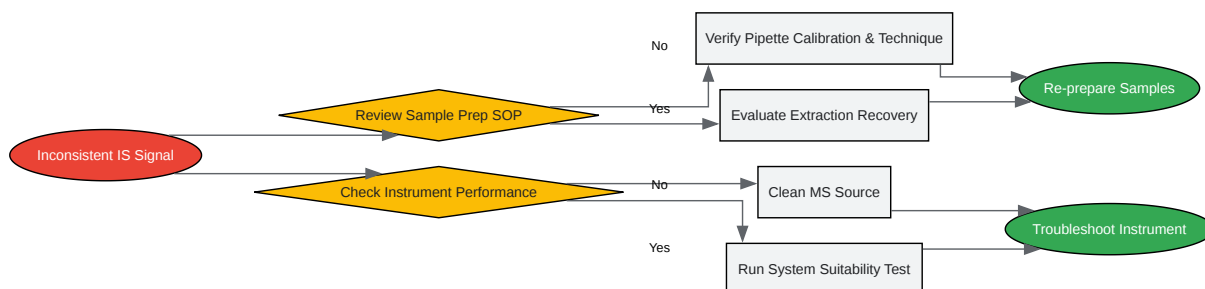 Verify Pipette Calibration & Technique
No
Re-prepare Samples
Review Sample Prep SOP
Yes
Evaluate Extraction Recovery
Inconsistent IS Signal
Check Instrument Performance
No
Clean MS Source
Troubleshoot Instrument
Yes
Run System Suitability Test